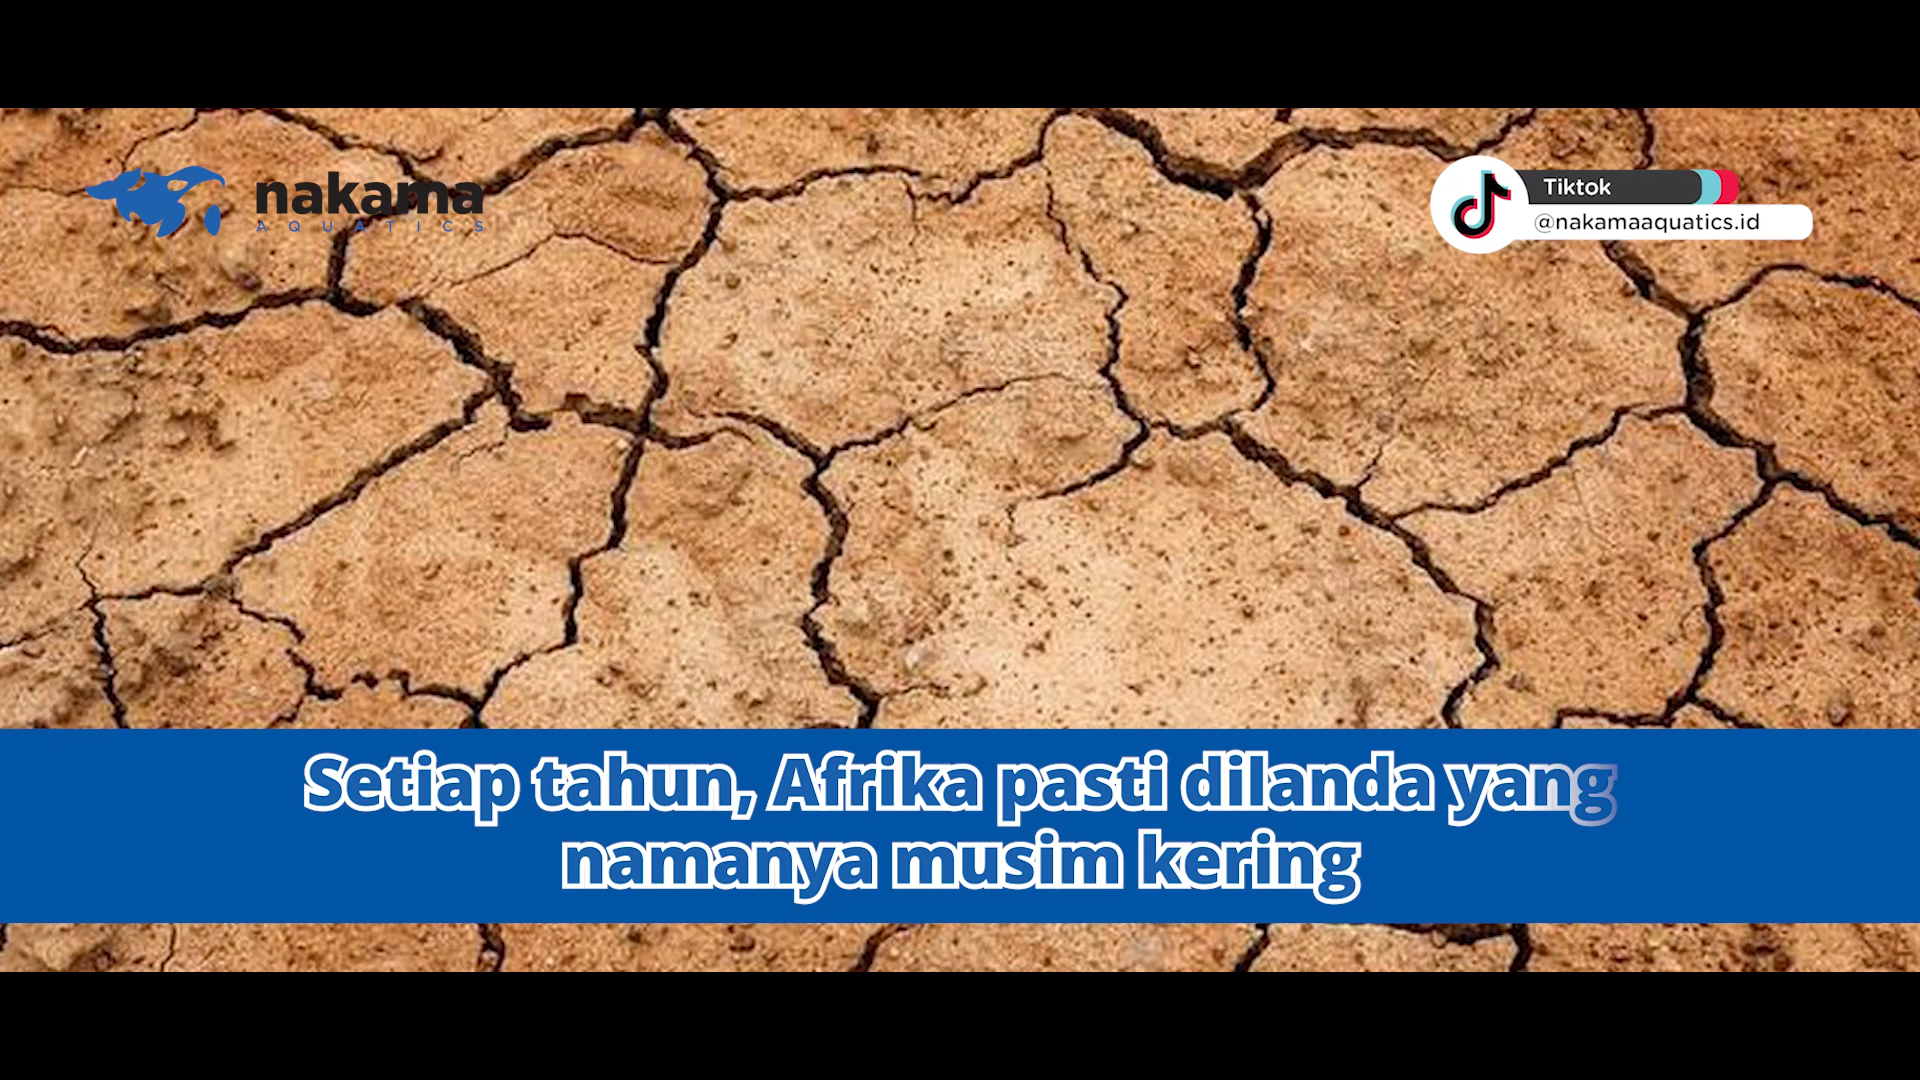 nakama
AQUATICS
Tiktok
@nakamaaquatics.id
Setiap tahun, Afrika pasti dilanda yang
namanya musim kering